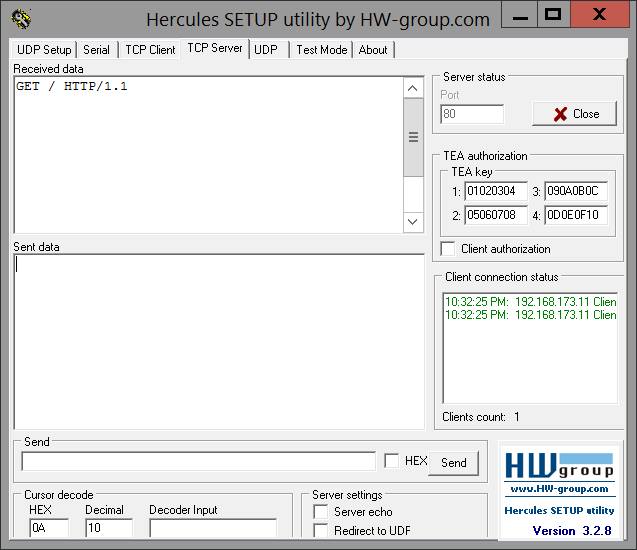 Hercules SETUP utility by HW-group.com
UDP Setup Serial TCP Client TCP Server UDP Test Mode About
Received data
GET / HTTP/1.1
Server status
Port
80
Close
TEA authorization
TEA key
1: 01020304 3: 090A0B0C
2: 05060708 4: 0D0E0F10
Client authorization
Sent data
Client connection status
10:32:25 PM: 192.168.173.11 Clien
10:32:25 PM: 192.168.173.11 Clien
Clients count: 1
Send
HEX Send
Cursor decode
HEX Decimal Decoder Input
0A 10
Server settings
Server echo
Redirect to UDF
HW group
www.HW-group.com
Hercules SETUP utility
Version 3.2.8